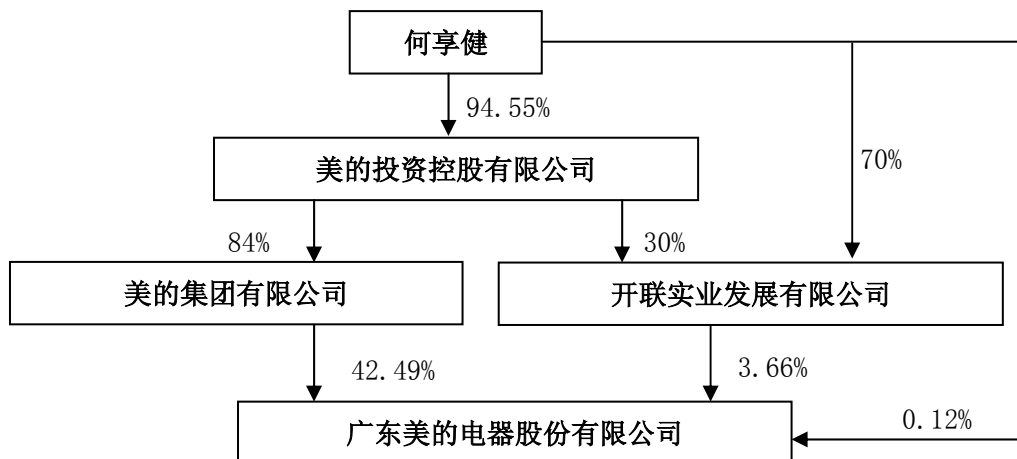 何享健
94.55%
美的投资控股有限公司
70%
84%
30%
美的集团有限公司
开联实业发展有限公司
42.49%
3.66%
广东美的电器股份有限公司
0.12%